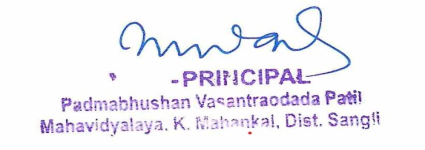 -PRINCIPAL
Padmabhushan Vasantraodada Patil
Mahavidyalaya, K. Mahankal, Dist. Sangli